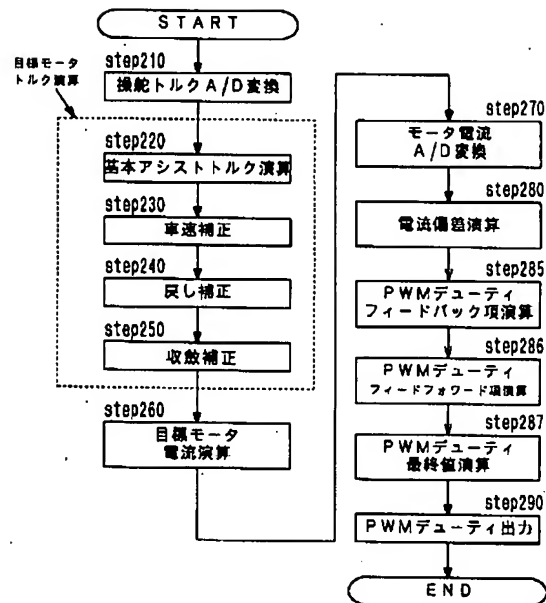 START
目標モータ
トルク演算
step210
操舵トルクA/D変換
step220
基本アシストトルク演算
step230
車速補正
step240
戻し補正
step250
収斂補正
step260
目標モータ
電流演算
step270
モータ電流
A/D変換
step280
電流偏差演算
step285
PWMデューティ
フィードバック項演算
step286
PWMデューティ
フィードフォワード項演算
step287
PWMデューティ
最終値演算
step290
PWMデューティ出力
END